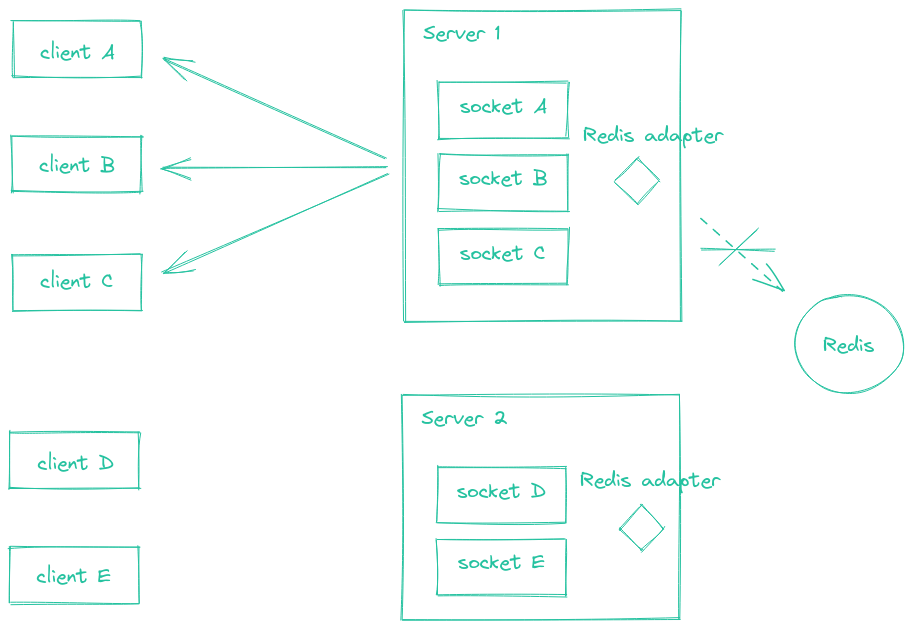 client A
client B
client C
Server 1
socket A
Redis adapter
socket B
socket C
Redis
client D
client E
Server 2
socket D
Redis adapter
socket E